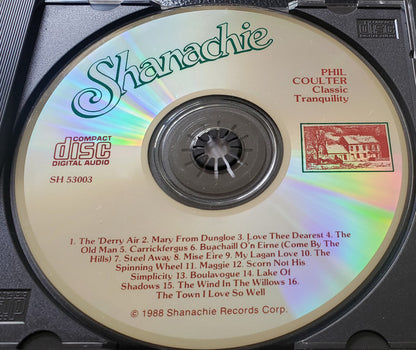 Shanachie
PHIL
COULTER
Classic
Tranquility
COMPACT
disc
DIGITAL AUDIO
SH 53003
1. The 'Derry Air 2. Mary From Dungloe 3. Love Thee Dearest 4. The
Old Man 5. Carrickfergus 6. Buachaill O'n Eirne (Come By The
Hills) 7. Steel Away 8. Mise Eire 9. My Lagan Love 10. The
Spinning Wheel 11. Maggie 12. Scorn Not His
Simplicity 13. Boulavogue 14. Lake Of
Shadows 15. The Wind In The Willows 16.
The Town I Love So Well
© 1988 Shanachie Records Corp.